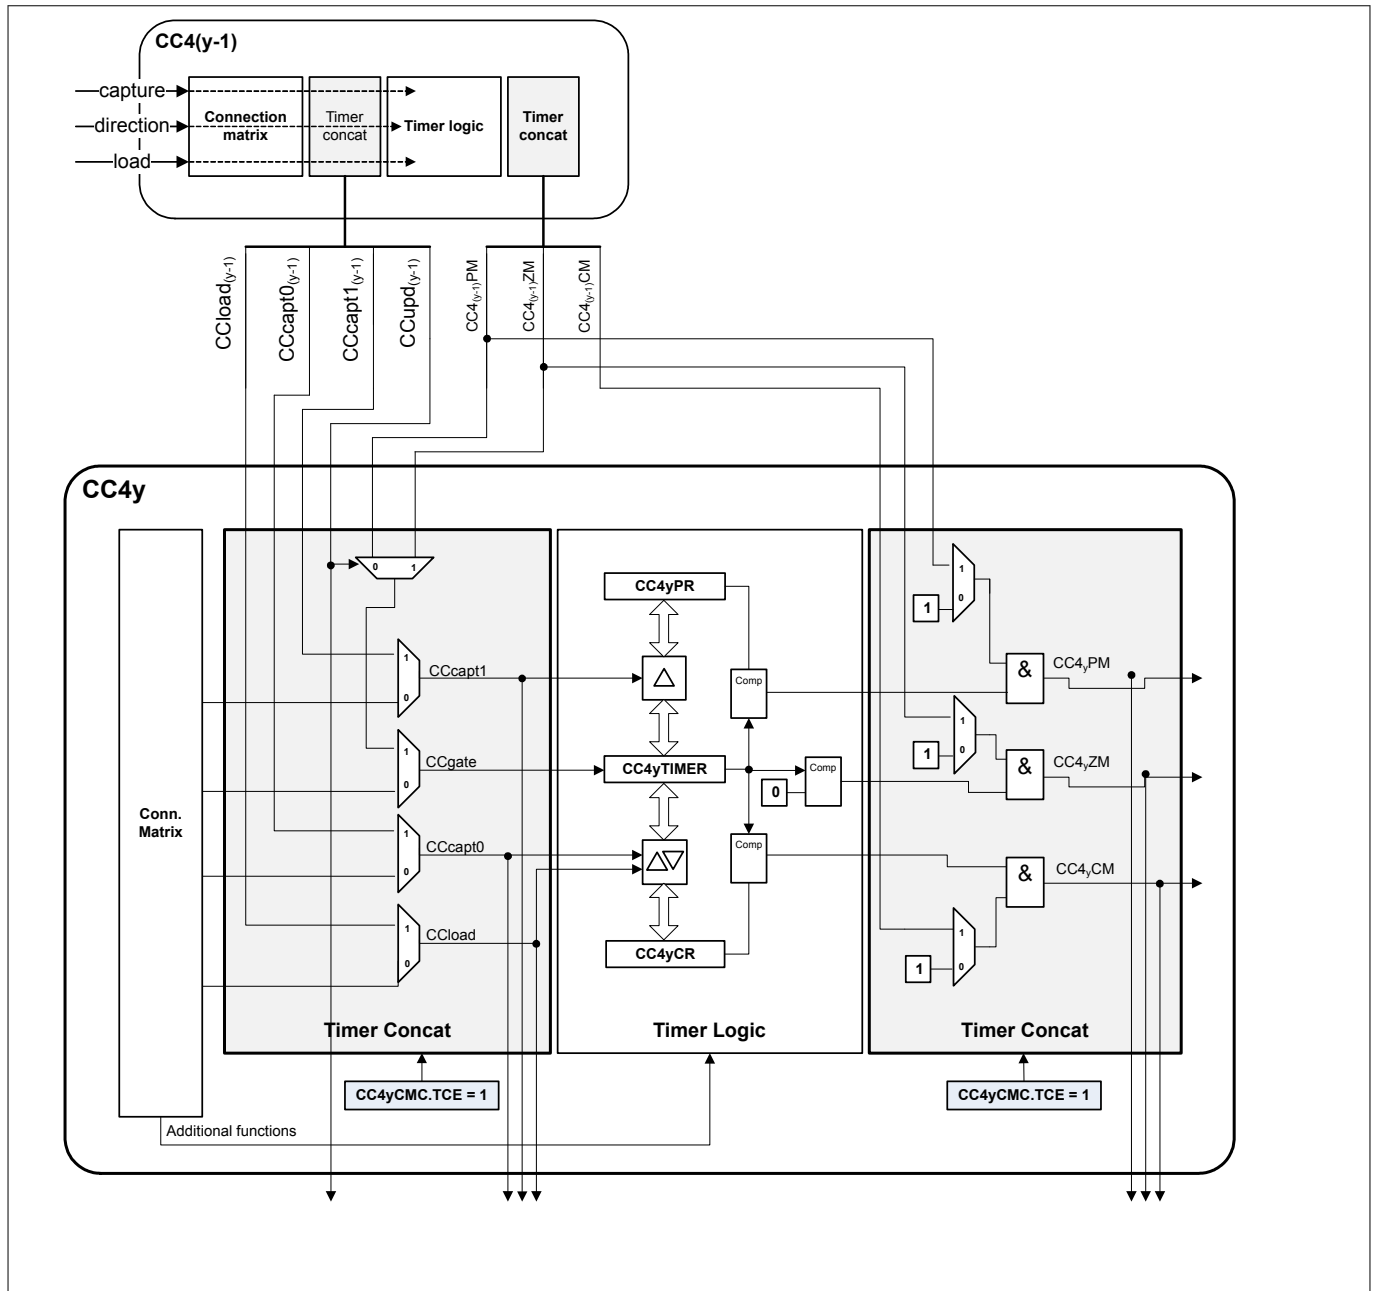 CC4(y-1)
capture
direction
load
Connection matrix
Timer concat
Timer logic
Timer concat
CCload(y-1)
CCcapt0(y-1)
CCcapt1(y-1)
CCupd(y-1)
CC4(y-1)PM
CC4(y-1)ZM
CC4(y-1)CM
CC4y
0 1
1
0
CCcapt1
1
0
CCgate
1
0
CCcapt0
1
0
CCload
Conn. Matrix
Timer Concat
CC4yCMC.TCE = 1
Additional functions
CC4yPR
Comp
CC4yTIMER
0
Comp
Comp
CC4yCR
Timer Logic
1
0
1
&
CC4yPM
1
0
1
&
CC4yZM
&
CC4yCM
1
0
1
Timer Concat
CC4yCMC.TCE = 1